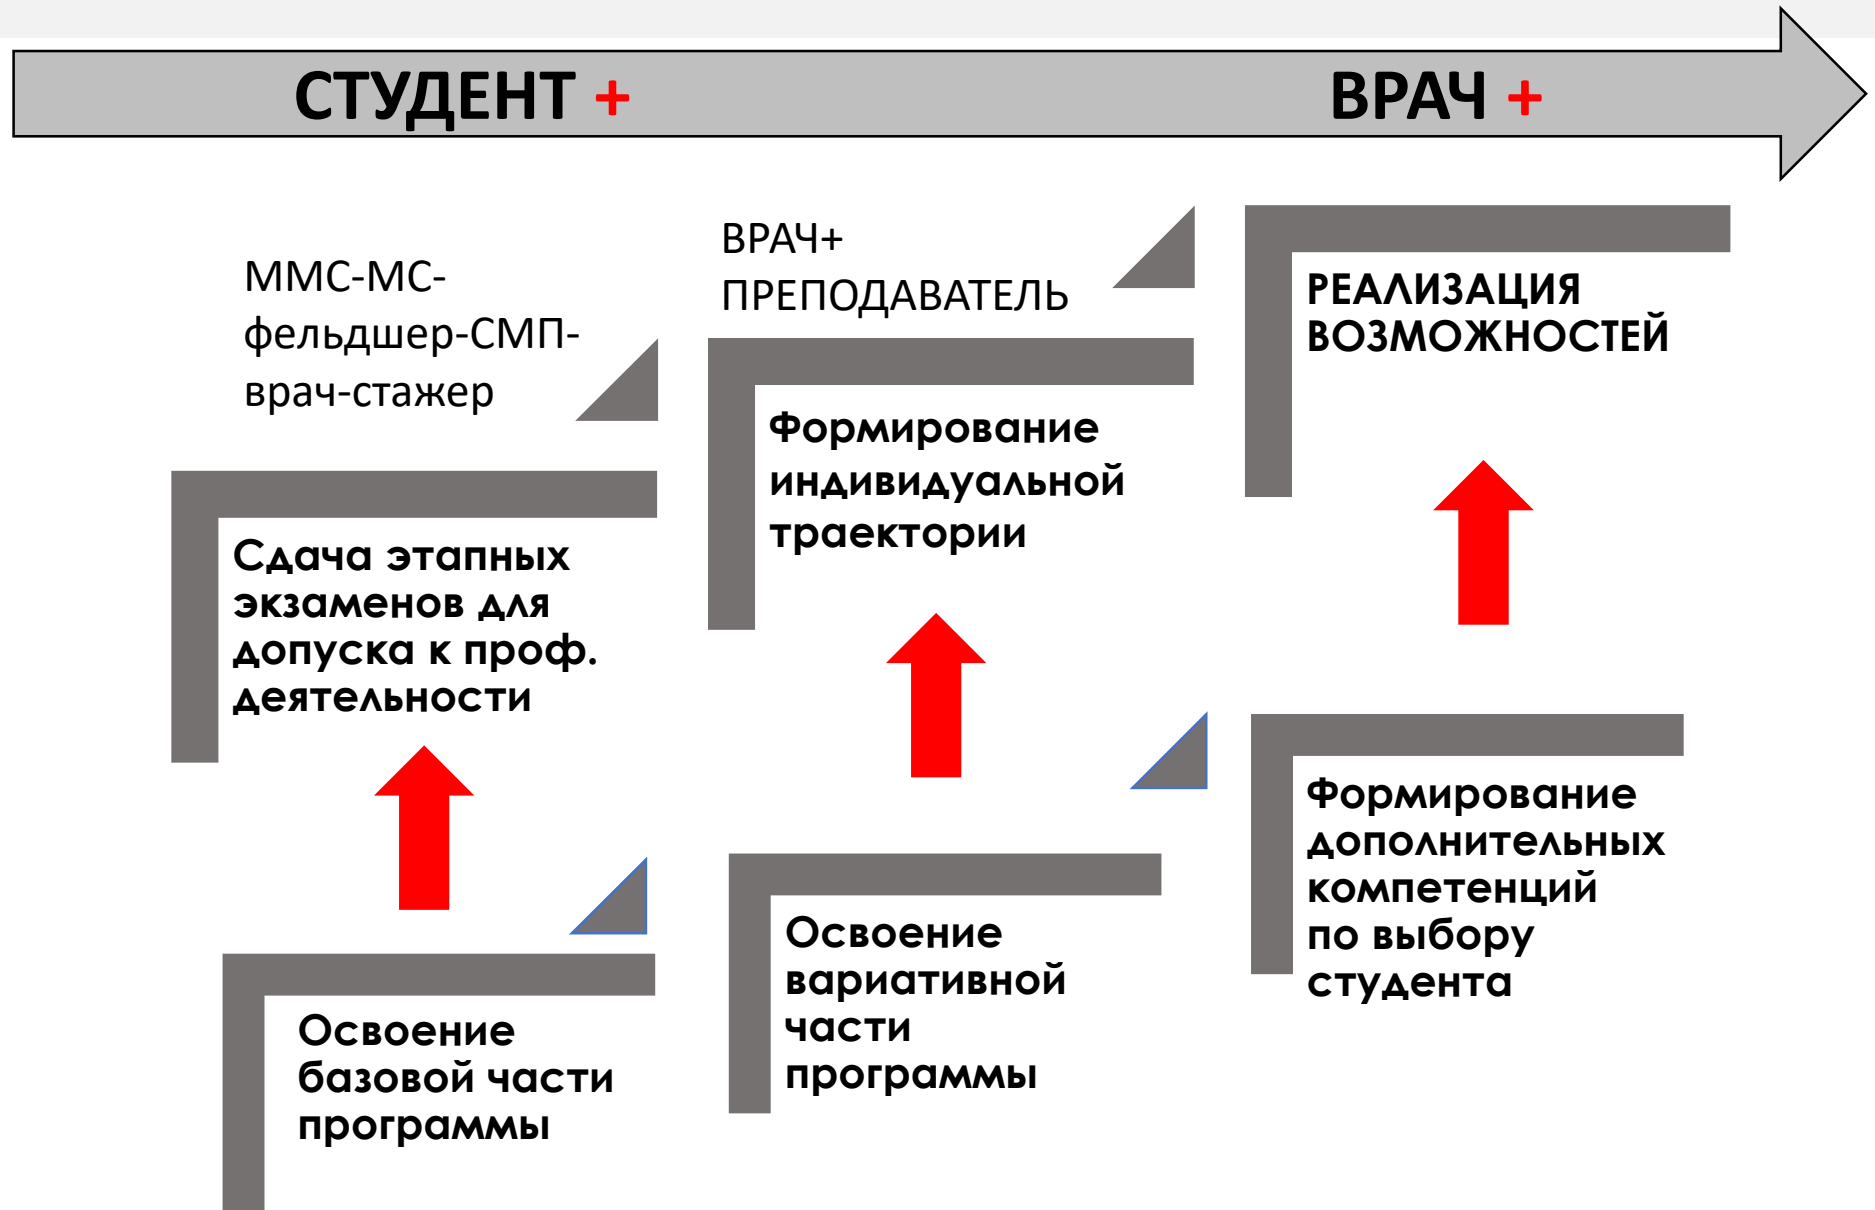 СТУДЕНТ +
ВРАЧ +
ММС-МС-
фельдшер-СМП-
врач-стажер
ВРАЧ+
ПРЕПОДАВАТЕЛЬ
РЕАЛИЗАЦИЯ
ВОЗМОЖНОСТЕЙ
Сдача этапных
экзаменов для
допуска к проф.
деятельности
Формирование
индивидуальной
траектории
Освоение
базовой части
программы
Освоение
вариативной
части
программы
Формирование
дополнительных
компетенций
по выбору
студента